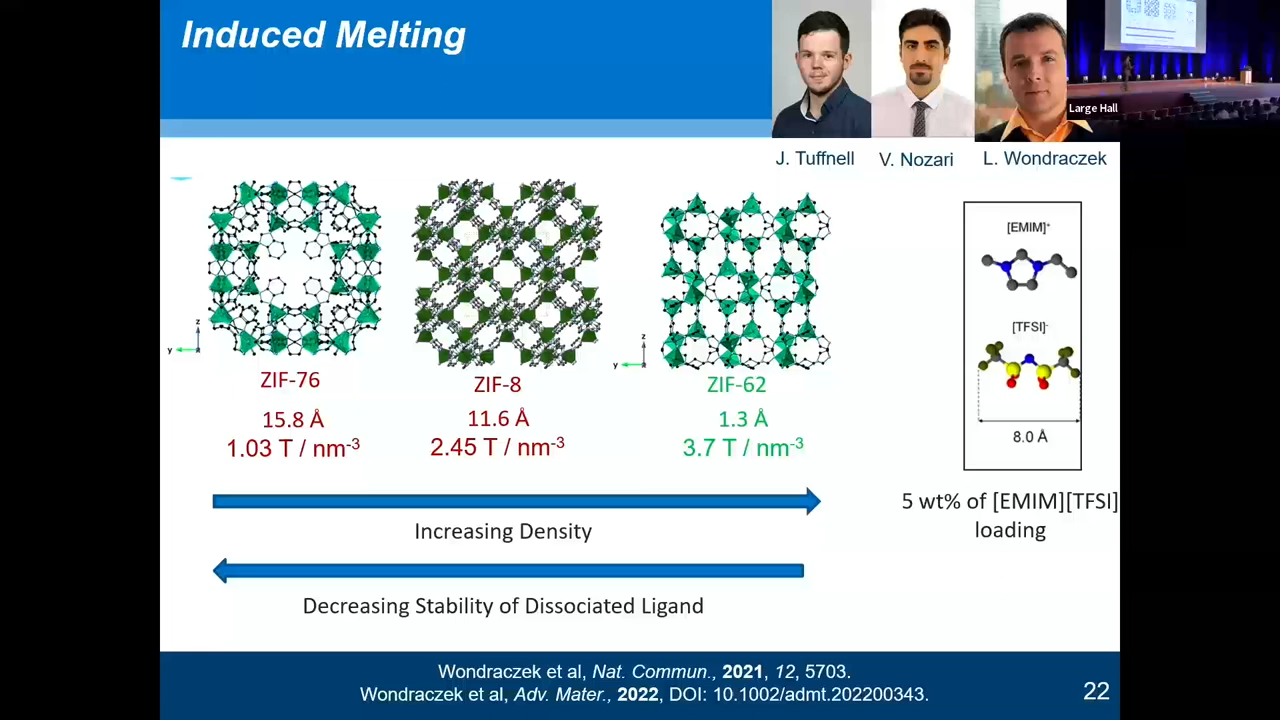 Induced Melting
Large Hall
J. Tuffnell
V. Nozari
L. Wondraczek
z
y
z
y
[EMIM]+
[TFSI]-
8.0 Å
ZIF-76
15.8 Å
1.03 T / nm-3
ZIF-8
11.6 Å
2.45 T / nm-3
ZIF-62
1.3 Å
3.7 T / nm-3
5 wt% of [EMIM][TFSI]
loading
Increasing Density
Decreasing Stability of Dissociated Ligand
Wondraczek et al, Nat. Commun., 2021, 12, 5703.
Wondraczek et al, Adv. Mater., 2022, DOI: 10.1002/admt.202200343.
22